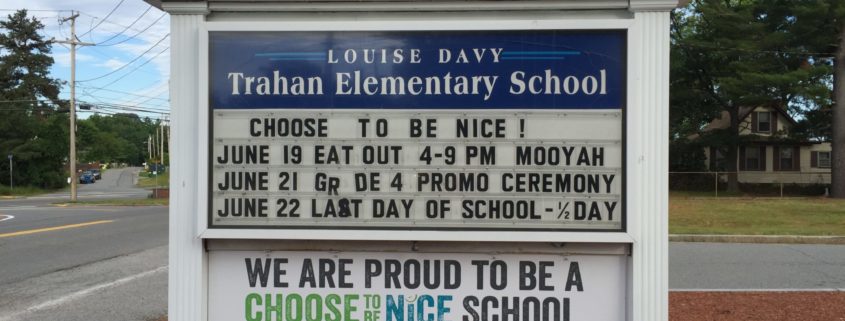 LOUISE DAVY
Trahan Elementary School
CHOOSE TO BE NICE!
JUNE 19 EAT OUT 4-9 PM MOOYAH
JUNE 21 GR DE 4 PROMO CEREMONY
JUNE 22 LAST DAY OF SCHOOL-½ DAY
WE ARE PROUD TO BE A
CHOOSE TO BE NiCE SCHOOL